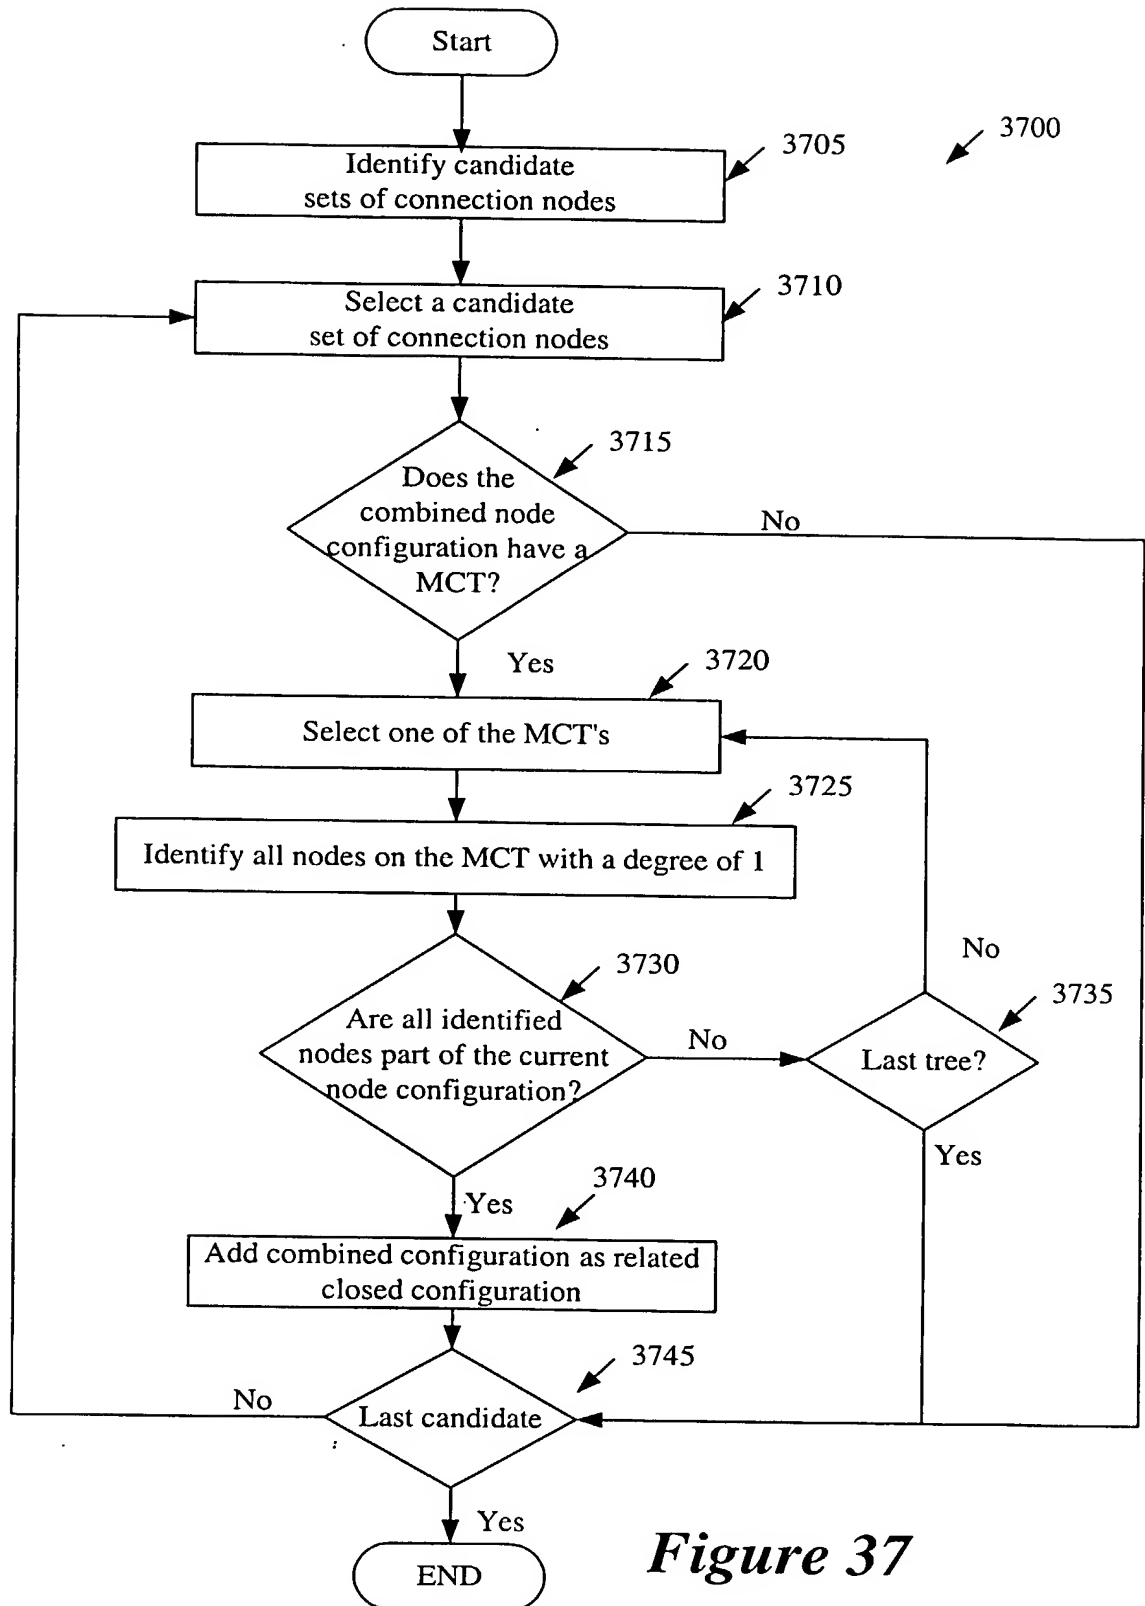 Start
3700
3705
Identify candidate
sets of connection nodes
3710
Select a candidate
set of connection nodes
3715
Does the
combined node
configuration have a
MCT?
No
Yes
3720
Select one of the MCT's
3725
Identify all nodes on the MCT with a degree of 1
No
3730
3735
Are all identified
nodes part of the current
node configuration?
No
Last tree?
Yes
3740
Yes
Add combined configuration as related
closed configuration
3745
No
Last candidate
Yes
END
Figure 37